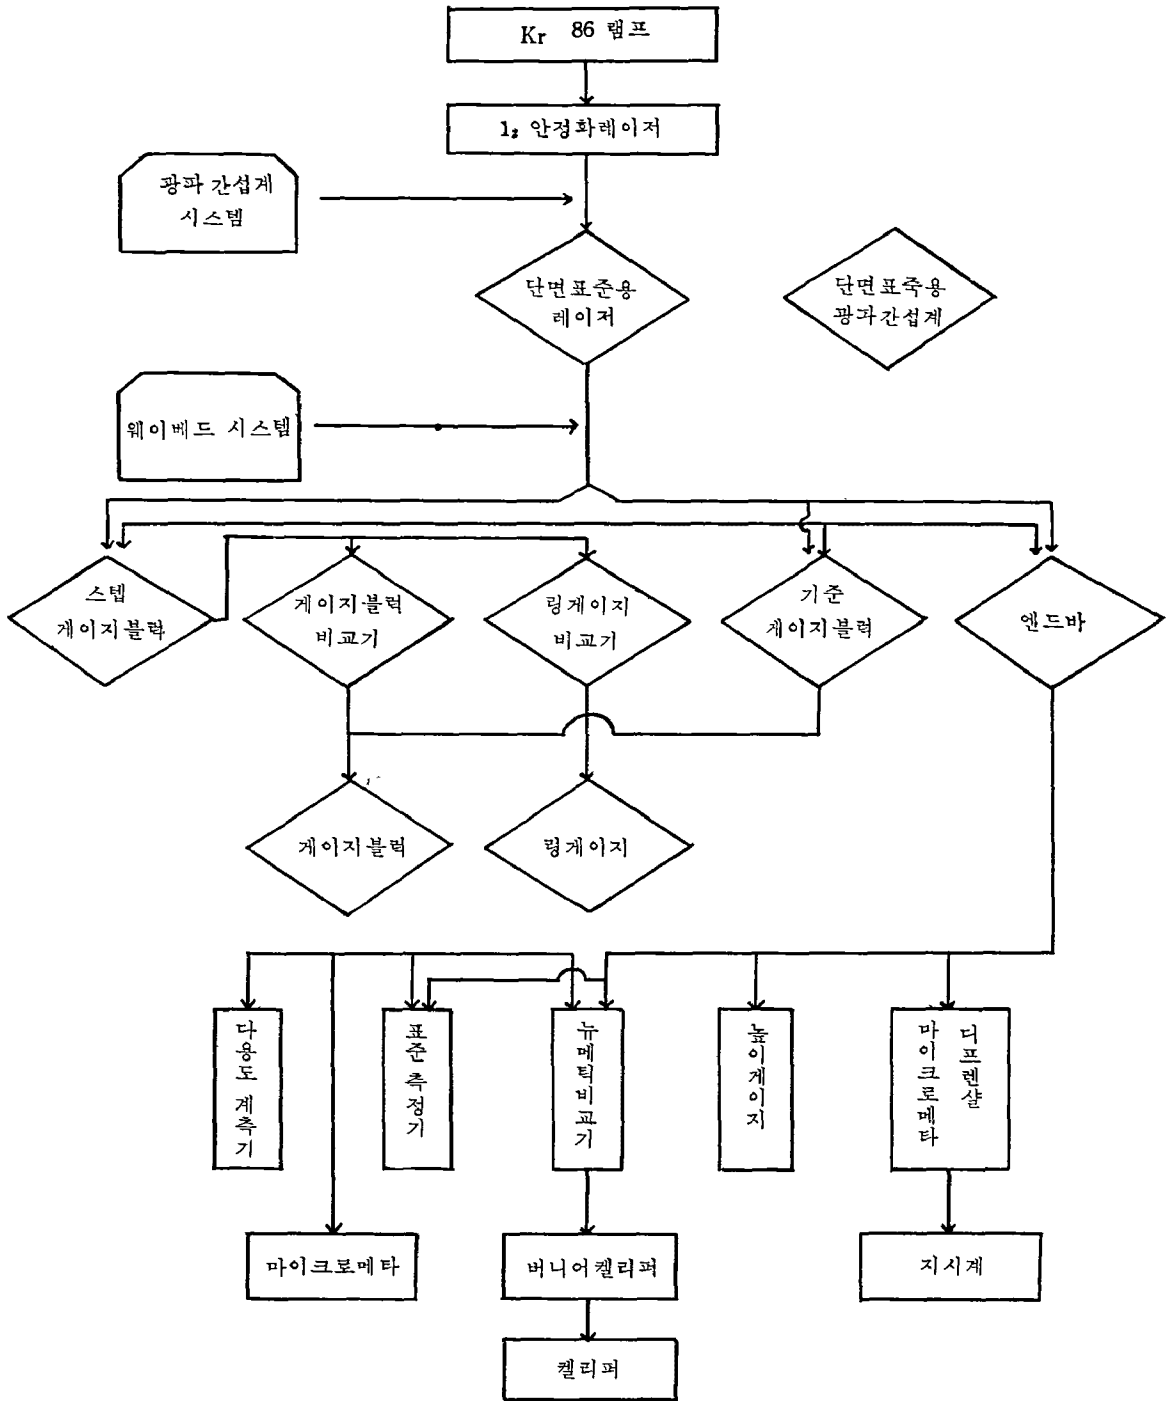 Kr 86 램프
1₂ 안정화레이저
광파 간섭계
시스템
단면표준용
레이저
단면표죽용
광파간섭계
웨이베드 시스템
스텝
게이지블럭
게이지블럭
비교기
링게이지
비교기
기준
게이지블럭
엔드바
게이지블럭
링게이지
다용도 계측기
표준 측정기
뉴메틱비교기
높이게이지
디프렌샬
마이크로메타
마이크로메타
버니어켈리퍼
지시계
켈리퍼